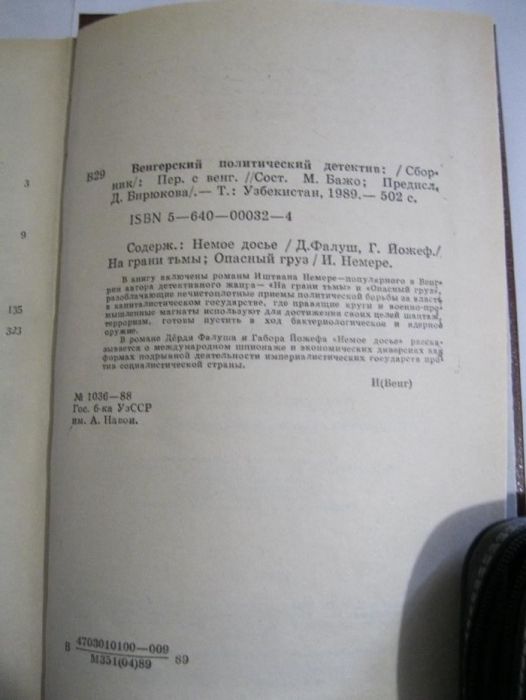 3
9
135
323
В29
Венгерский политический детектив: /Сбор-
ник/: Пер. с венг. //Сост. М. Бажо; Предисл.
Д. Бирюкова/.— Т.: Узбекистан, 1989.— 502 с.
ISBN 5—640—00032—4
Содерж.: Немое досье /Д.Фалуш, Г. Йожеф./
На грани тьмы; Опасный груз/И. Немере.
В книгу включены романы Иштвана Немере—популярного в Венг-
рии автора детективного жанра— «На грани тьмы» и «Опасный груз»,
разоблачающие нечистоплотные приемы политической борьбы за власть
в капиталистическом государстве, где правящие круги и военно-про-
мышленные магнаты используют для достижения своих целей шантаж,
терроризм, готовы пустить в ход бактериологическое и ядерное
оружие.
В романе Дёрдя Фалуша и Габора Йожефа «Немое досье» расска-
зывается о международном шпионаже и экономических диверсиях как
формах подрывной деятельности империалистических государств про-
тив социалистической страны.
И(Венг)
№ 1036—88
Гос. б-ка УзССР
им. А. Навои.
В 4703010100—009
М351(04)89 89